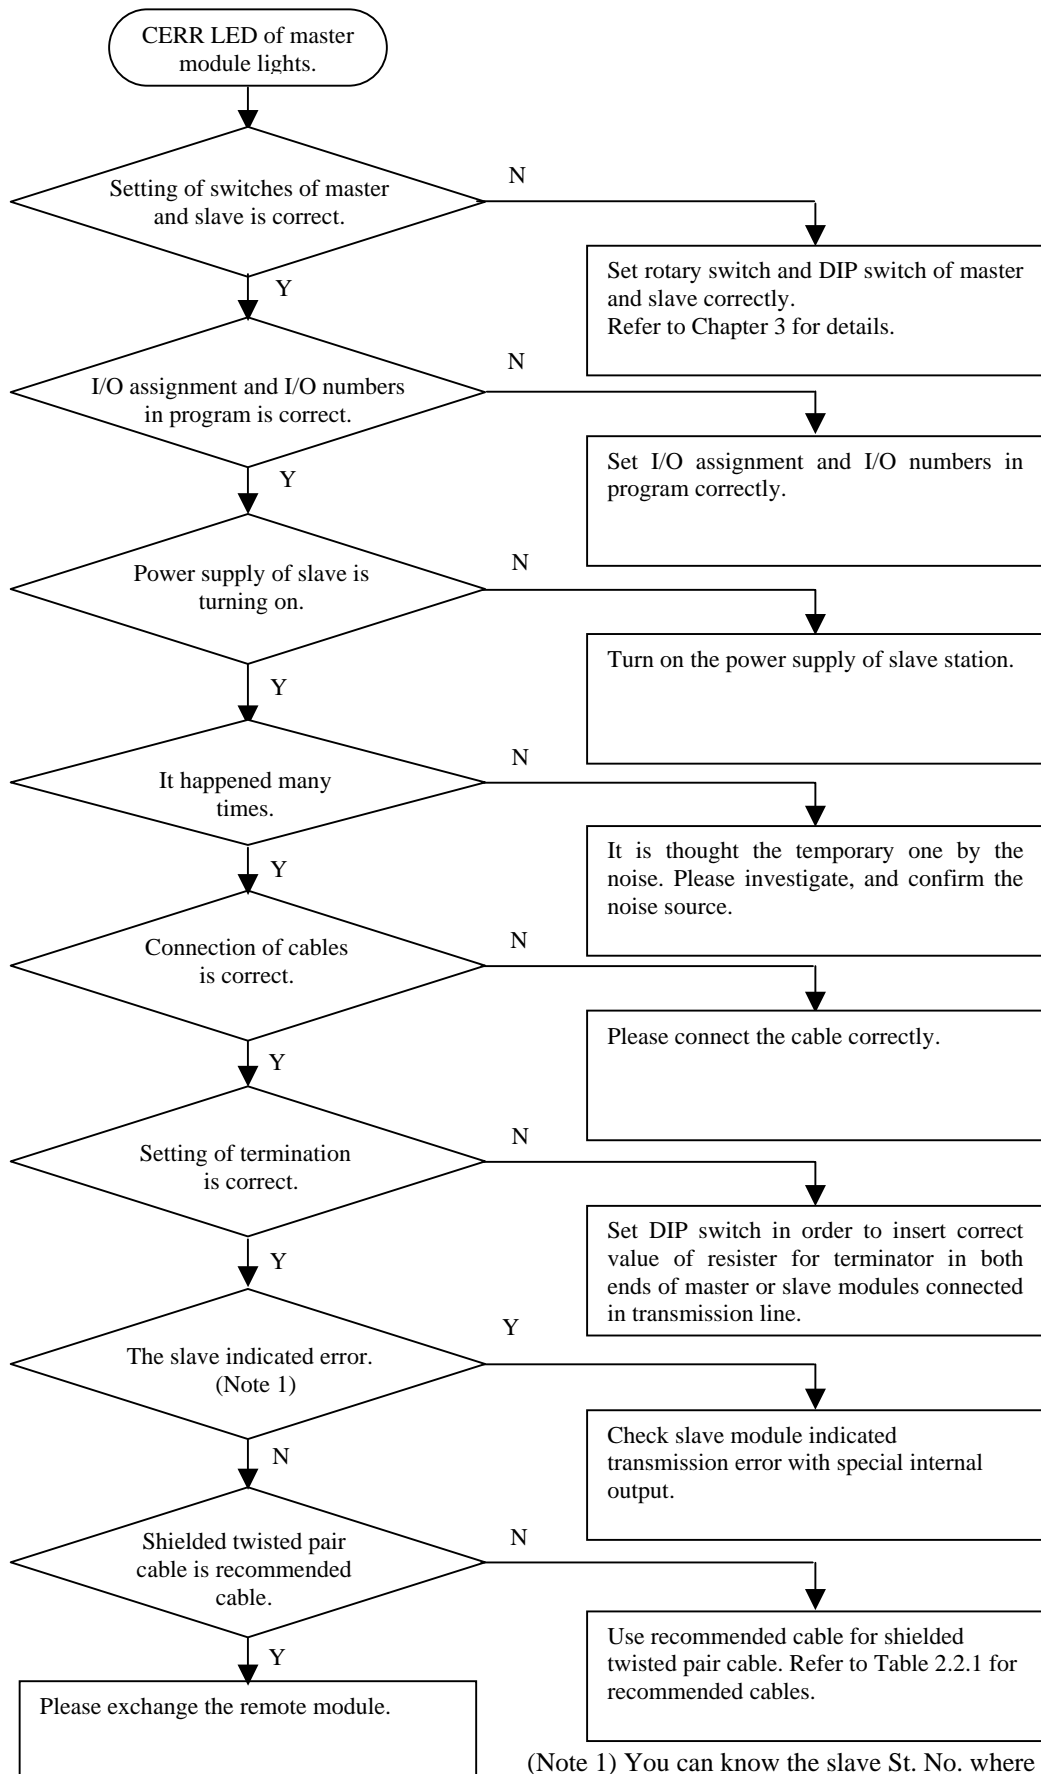 CERR LED of master
module lights.
Setting of switches of master
and slave is correct.
N
Y
Set rotary switch and DIP switch of master
and slave correctly.
Refer to Chapter 3 for details.
I/O assignment and I/O numbers
in program is correct.
N
Y
Set I/O assignment and I/O numbers in
program correctly.
Power supply of slave is
turning on.
N
Y
Turn on the power supply of slave station.
It happened many
times.
N
Y
It is thought the temporary one by the
noise. Please investigate, and confirm the
noise source.
Connection of cables
is correct.
N
Y
Please connect the cable correctly.
Setting of termination
is correct.
N
Y
Set DIP switch in order to insert correct
value of resister for terminator in both
ends of master or slave modules connected
in transmission line.
The slave indicated error.
(Note 1)
Y
N
Check slave module indicated
transmission error with special internal
output.
Shielded twisted pair
cable is recommended
cable.
N
Y
Use recommended cable for shielded
twisted pair cable. Refer to Table 2.2.1 for
recommended cables.
Please exchange the remote module.
(Note 1) You can know the slave St. No. where